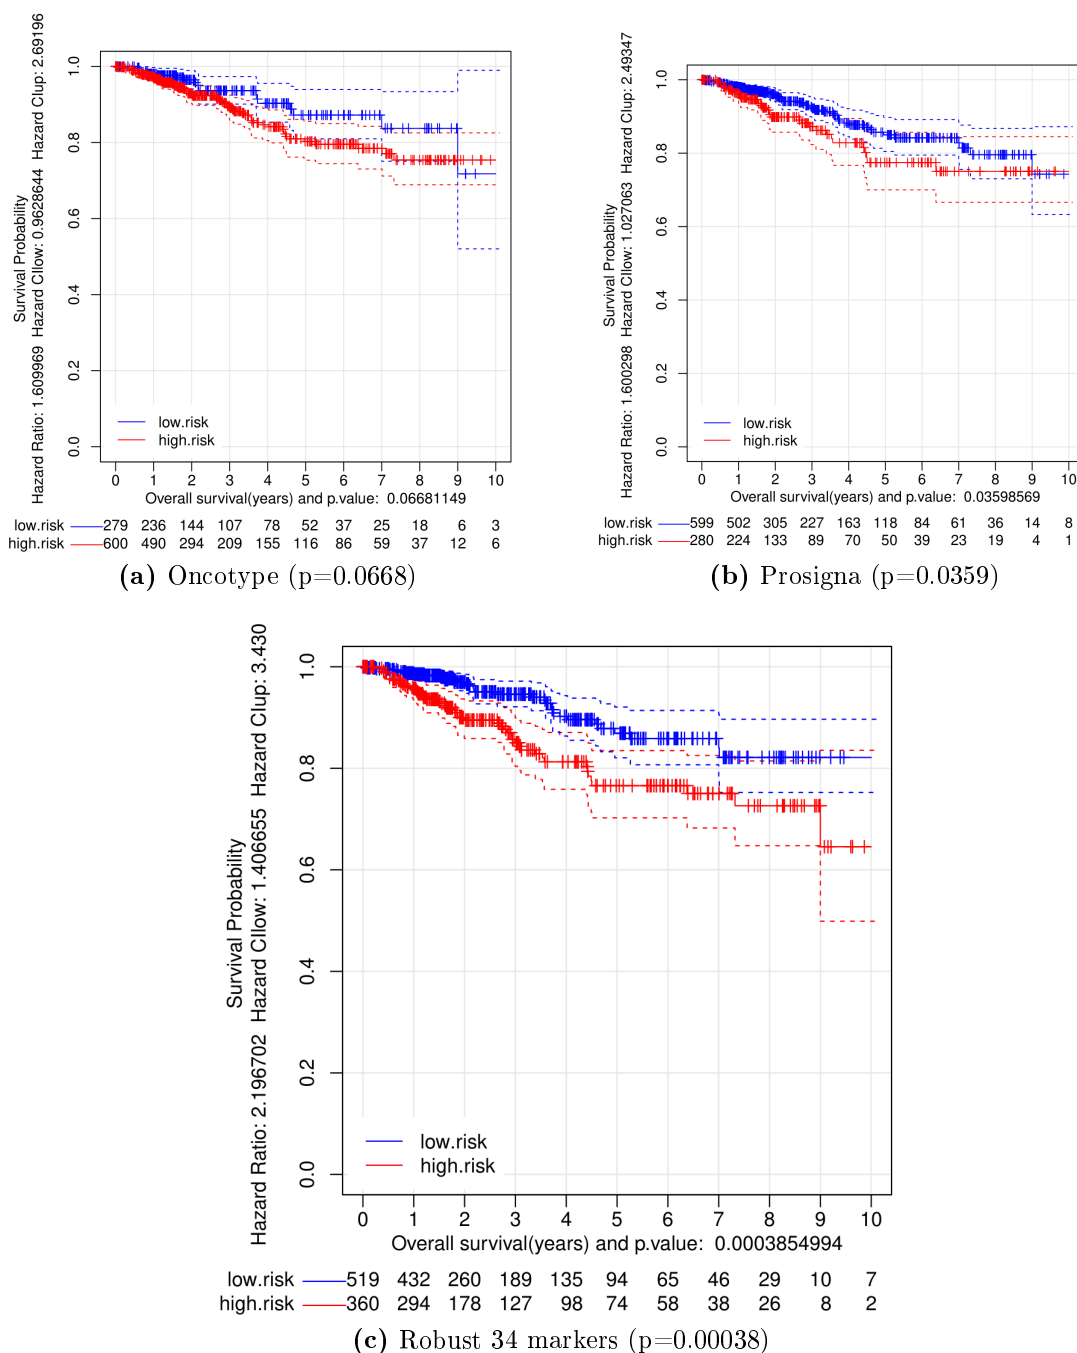 Survival Probability
Hazard Ratio: 1.609969 Hazard CIlow: 0.9628644 Hazard CIup: 2.69196
1.0
0.8
0.6
0.4
0.2
0.0
low.risk
high.risk
0 1 2 3 4 5 6 7 8 9 10
Overall survival(years) and p.value: 0.06681149
low.risk 279 236 144 107 78 52 37 25 18 6 3
high.risk 600 490 294 209 155 116 86 59 37 12 6
(a) Oncotype (p=0.0668)
Survival Probability
Hazard Ratio: 1.600298 Hazard CIlow: 1.027063 Hazard CIup: 2.49347
1.0
0.8
0.6
0.4
0.2
0.0
low.risk
high.risk
0 1 2 3 4 5 6 7 8 9 10
Overall survival(years) and p.value: 0.03598569
low.risk 599 502 305 227 163 118 84 61 36 14 8
high.risk 280 224 133 89 70 50 39 23 19 4 1
(b) Prosigna (p=0.0359)
Survival Probability
Hazard Ratio: 2.196702 Hazard CIlow: 1.406655 Hazard CIup: 3.430
1.0
0.8
0.6
0.4
0.2
0.0
low.risk
high.risk
0 1 2 3 4 5 6 7 8 9 10
Overall survival(years) and p.value: 0.0003854994
low.risk 519 432 260 189 135 94 65 46 29 10 7
high.risk 360 294 178 127 98 74 58 38 26 8 2
(c) Robust 34 markers (p=0.00038)